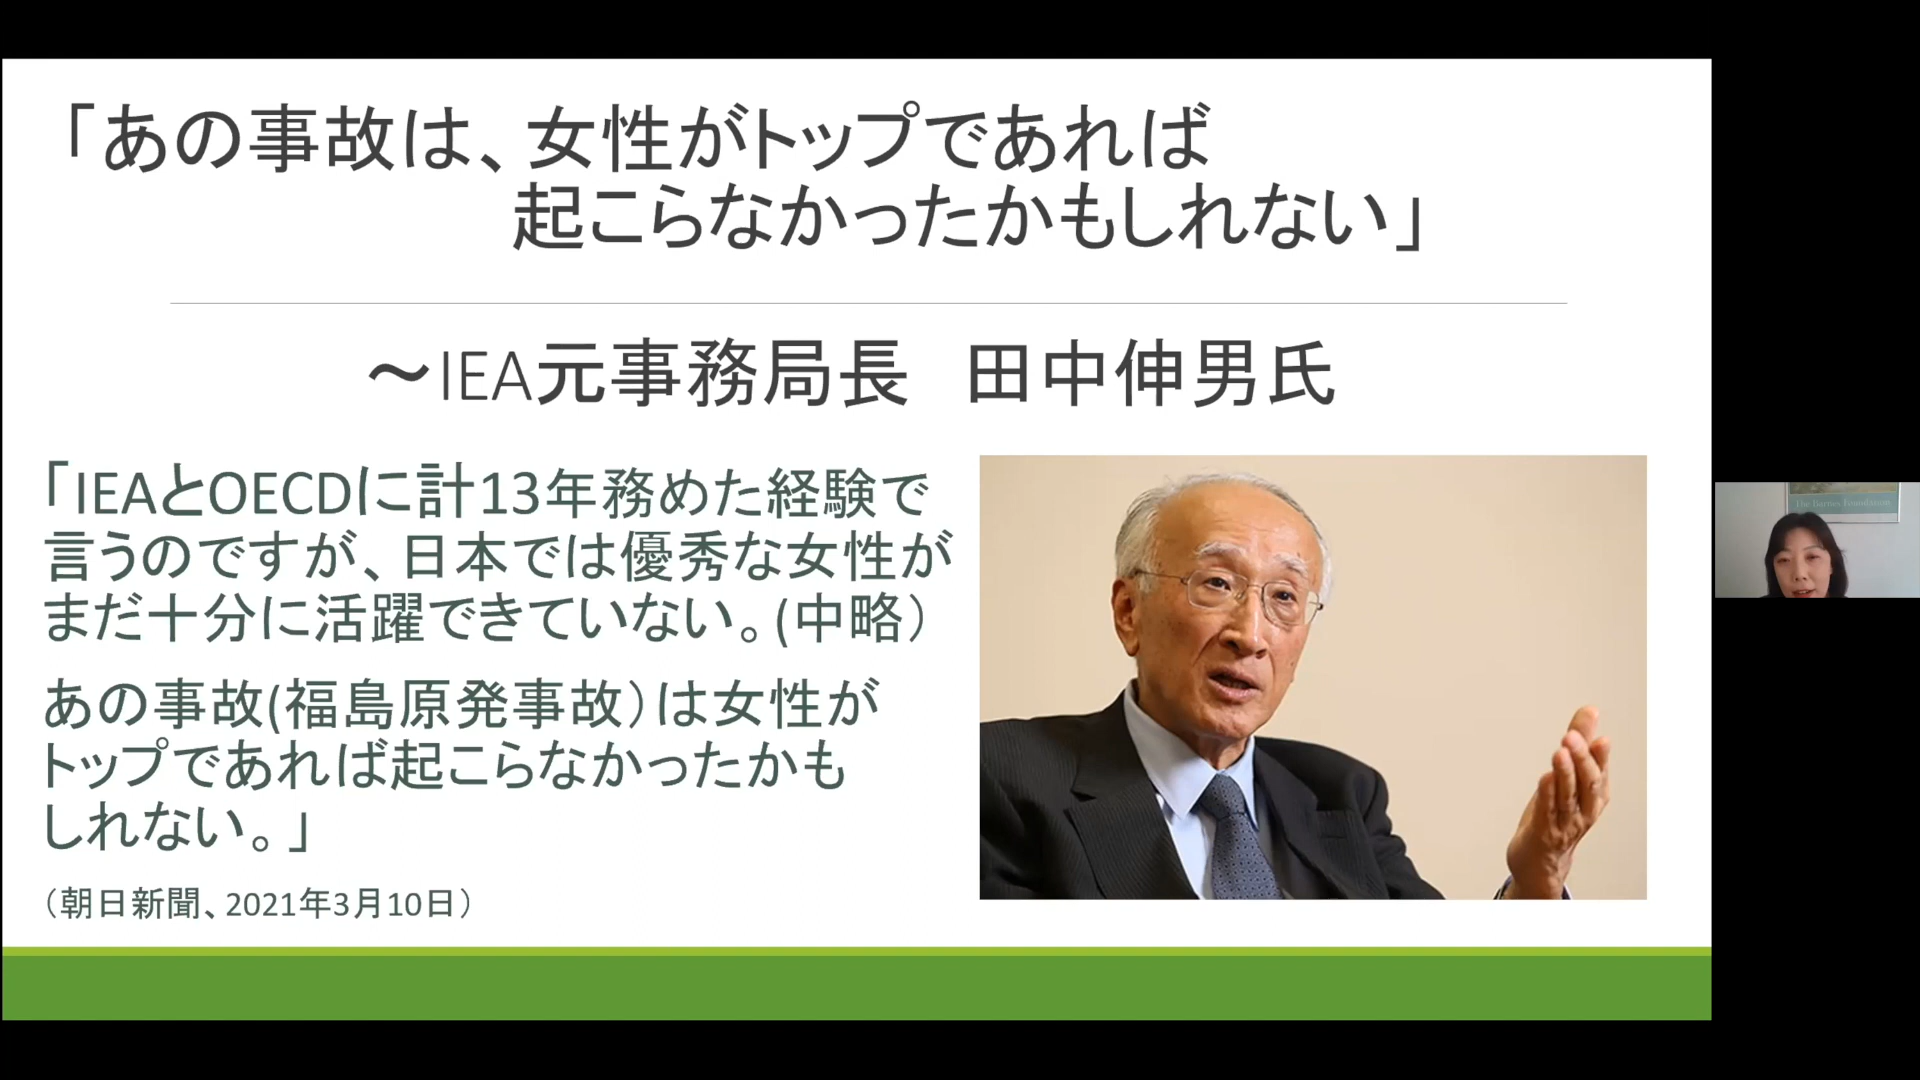 「あの事故は、女性がトップであれば
起こらなかったかもしれない」
～IEA元事務局長　田中伸男氏
「IEAとOECDに計13年務めた経験で
言うのですが、日本では優秀な女性が
まだ十分に活躍できていない。(中略）
あの事故(福島原発事故）は女性が
トップであれば起こらなかったかも
しれない。」
（朝日新聞、2021年3月10日）
The Barnes Foundation